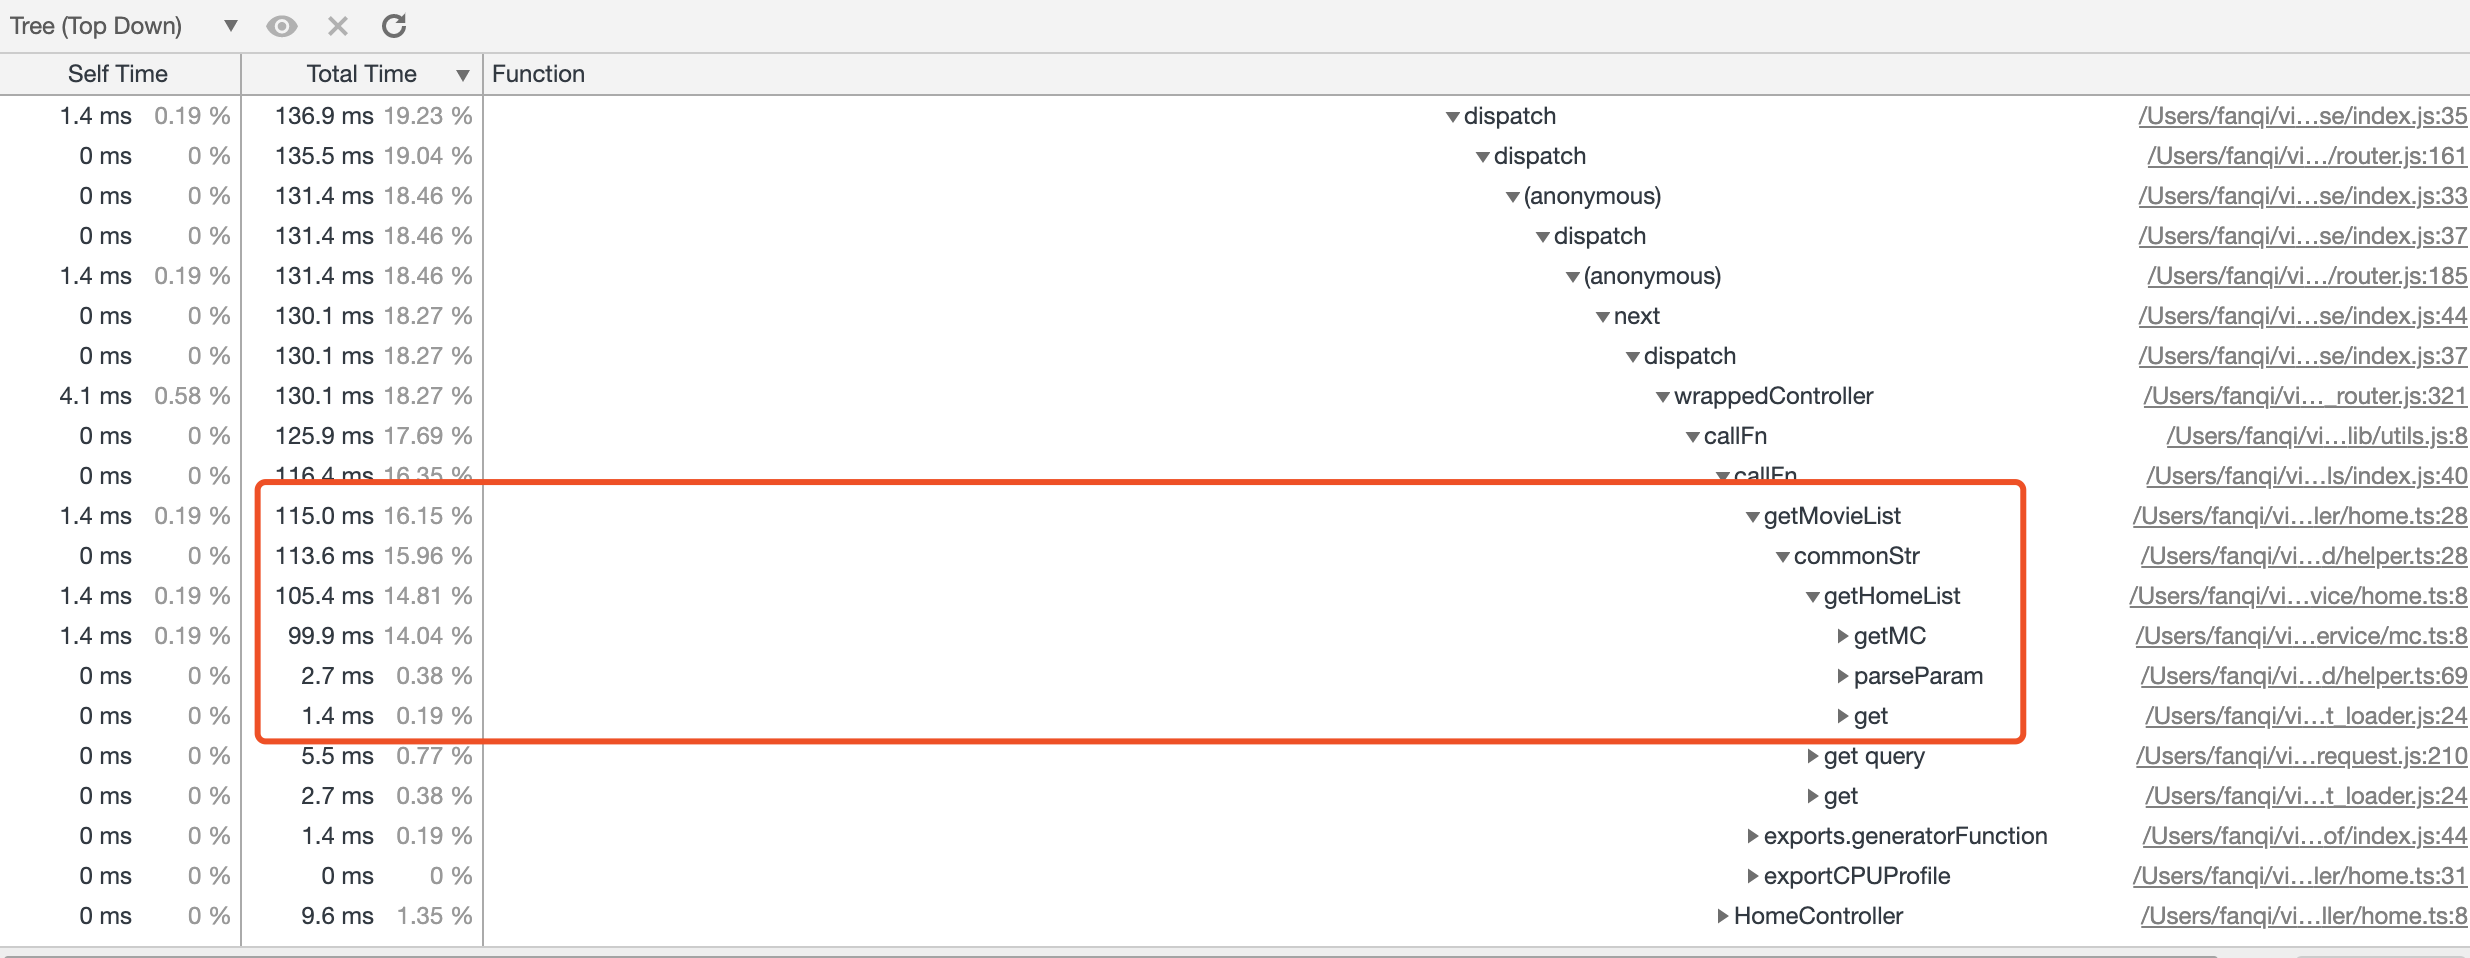 Tree (Top Down)
Self Time Total Time Function
1.4 ms 0.19 % 136.9 ms 19.23 % dispatch /Users/fanqi/vi…se/index.js:35
0 ms 0 % 135.5 ms 19.04 % dispatch /Users/fanqi/vi…/router.js:161
0 ms 0 % 131.4 ms 18.46 % (anonymous) /Users/fanqi/vi…se/index.js:33
0 ms 0 % 131.4 ms 18.46 % dispatch /Users/fanqi/vi…se/index.js:37
1.4 ms 0.19 % 131.4 ms 18.46 % (anonymous) /Users/fanqi/vi…/router.js:185
0 ms 0 % 130.1 ms 18.27 % next /Users/fanqi/vi…se/index.js:44
0 ms 0 % 130.1 ms 18.27 % dispatch /Users/fanqi/vi…se/index.js:37
4.1 ms 0.58 % 130.1 ms 18.27 % wrappedController /Users/fanqi/vi…_router.js:321
0 ms 0 % 125.9 ms 17.69 % callFn /Users/fanqi/vi…lib/utils.js:8
0 ms 0 % 116.4 ms 16.35 % callFn /Users/fanqi/vi…ls/index.js:40
1.4 ms 0.19 % 115.0 ms 16.15 % getMovieList /Users/fanqi/vi…ler/home.ts:28
0 ms 0 % 113.6 ms 15.96 % commonStr /Users/fanqi/vi…d/helper.ts:28
1.4 ms 0.19 % 105.4 ms 14.81 % getHomeList /Users/fanqi/vi…vice/home.ts:8
1.4 ms 0.19 % 99.9 ms 14.04 % getMC /Users/fanqi/vi…ervice/mc.ts:8
0 ms 0 % 2.7 ms 0.38 % parseParam /Users/fanqi/vi…d/helper.ts:69
0 ms 0 % 1.4 ms 0.19 % get /Users/fanqi/vi…t_loader.js:24
0 ms 0 % 5.5 ms 0.77 % get query /Users/fanqi/vi…request.js:210
0 ms 0 % 2.7 ms 0.38 % get /Users/fanqi/vi…t_loader.js:24
0 ms 0 % 1.4 ms 0.19 % exports.generatorFunction /Users/fanqi/vi…of/index.js:44
0 ms 0 % 0 ms 0 % exportCPUProfile /Users/fanqi/vi…ler/home.ts:31
0 ms 0 % 9.6 ms 1.35 % HomeController /Users/fanqi/vi…ller/home.ts:8